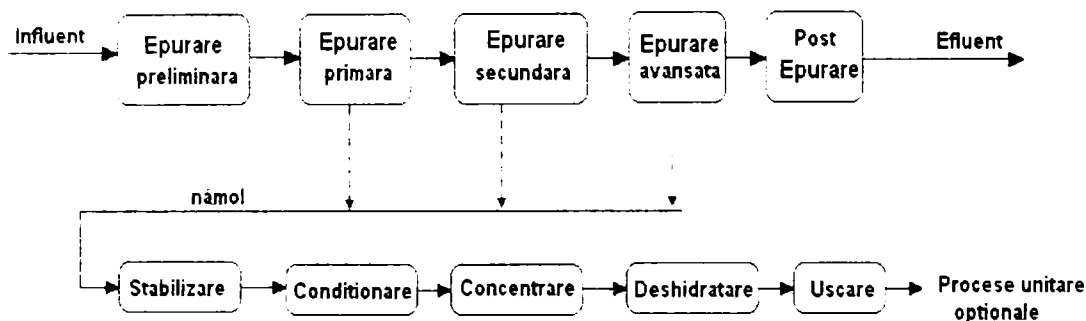 Influent
Epurare
preliminara
Epurare
primara
Epurare
secundara
Epurare
avansata
Post
Epurare
Efluent
námol
Stabilizare
Conditionare
Concentrare
Deshidratare
Uscare
Procese unitare
optionale